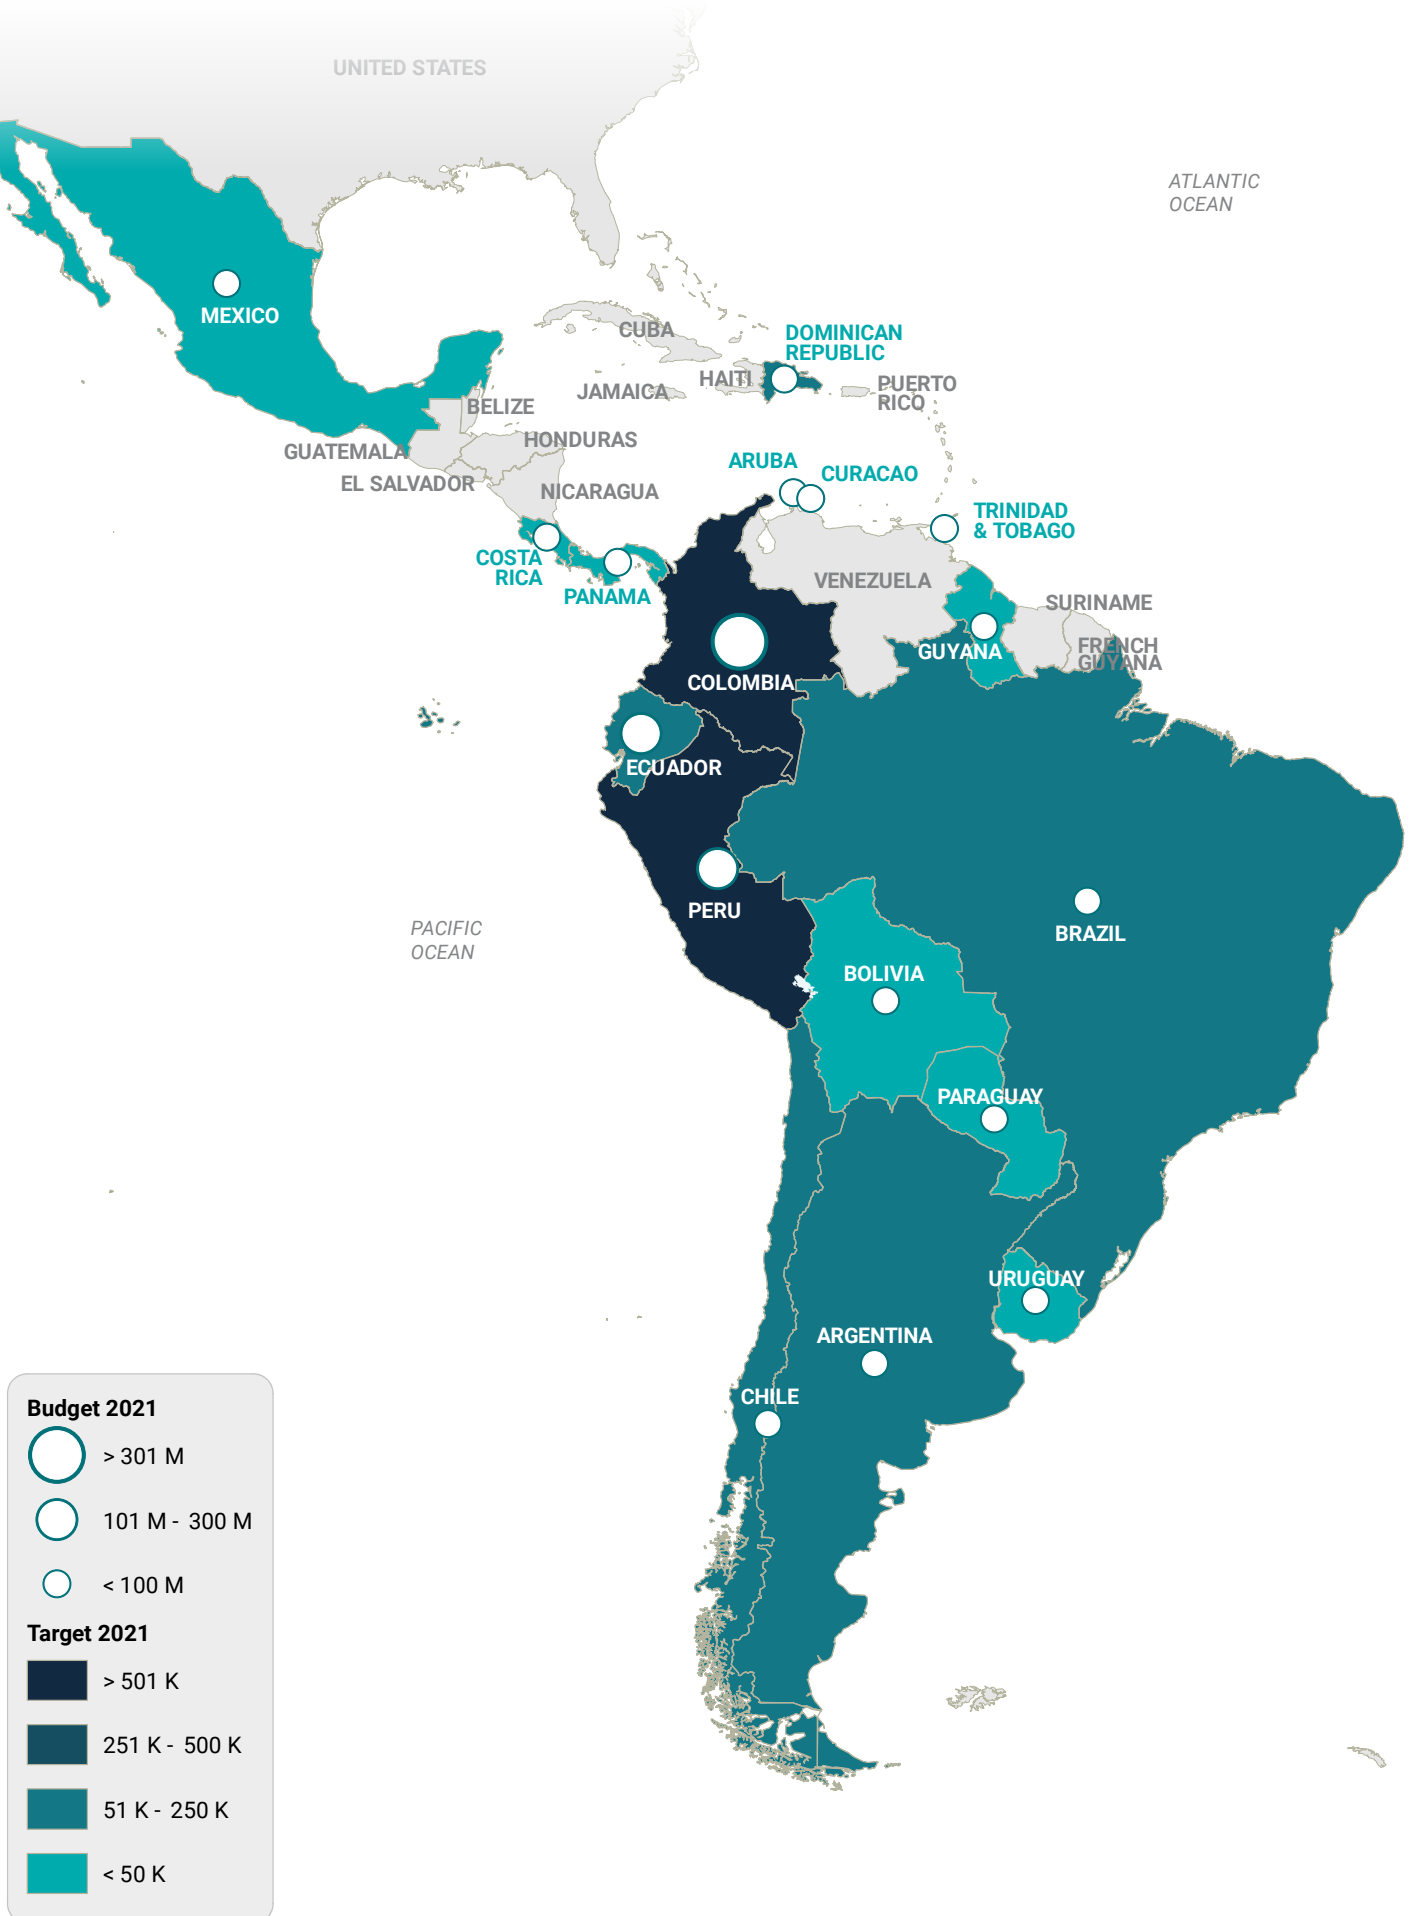 UNITED STATES
ATLANTIC
OCEAN
MEXICO
CUBA
DOMINICAN
REPUBLIC
HAITI
JAMAICA
PUERTO
RICO
BELIZE
GUATEMALA
HONDURAS
EL SALVADOR
NICARAGUA
ARUBA
CURACAO
TRINIDAD
& TOBAGO
COSTA
RICA
PANAMA
VENEZUELA
SURINAME
GUYANA
FRENCH
GUYANA
COLOMBIA
ECUADOR
PERU
PACIFIC
OCEAN
BRAZIL
BOLIVIA
PARAGUAY
URUGUAY
ARGENTINA
CHILE
Budget 2021
> 301 M
101 M - 300 M
< 100 M
Target 2021
> 501 K
251 K - 500 K
51 K - 250 K
< 50 K